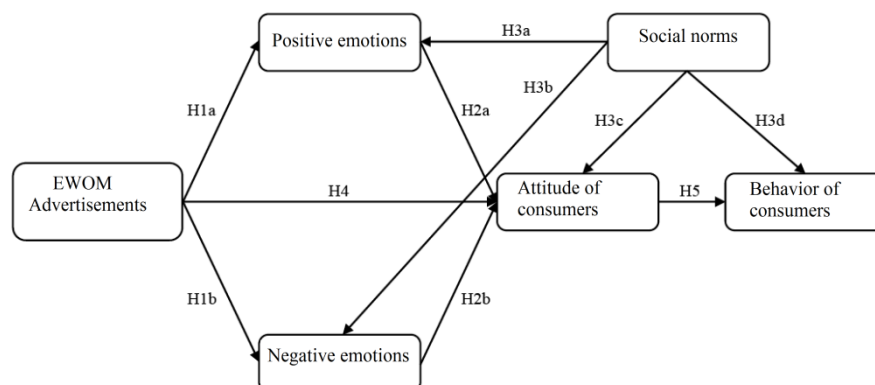 Positive emotions
H3a
Social norms
H1a
H2a
H3b
H3c
H3d
EWOM
Advertisements
H4
Attitude of
consumers
H5
Behavior of
consumers
H1b
H2b
Negative emotions